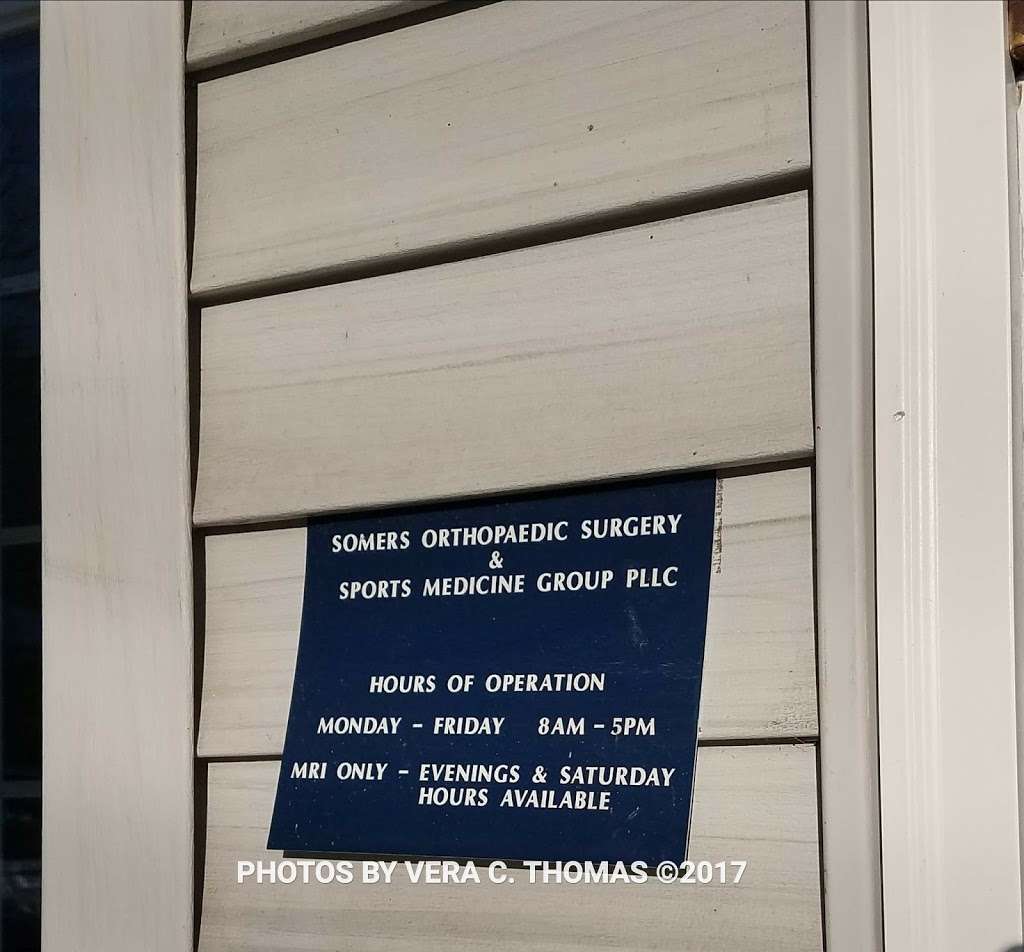 SOMERS ORTHOPAEDIC SURGERY
&
SPORTS MEDICINE GROUP PLLC
HOURS OF OPERATION
MONDAY - FRIDAY 8AM - 5PM
MRI ONLY - EVENINGS & SATURDAY
HOURS AVAILABLE
PHOTOS BY VERA C. THOMAS ©2017